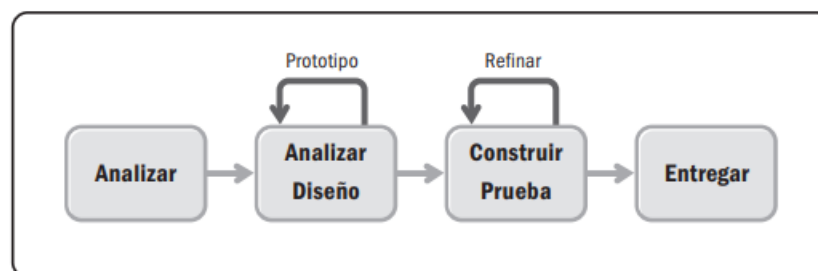 Prototipo
Refinar
Analizar
Analizar
Diseño
Construir
Prueba
Entregar